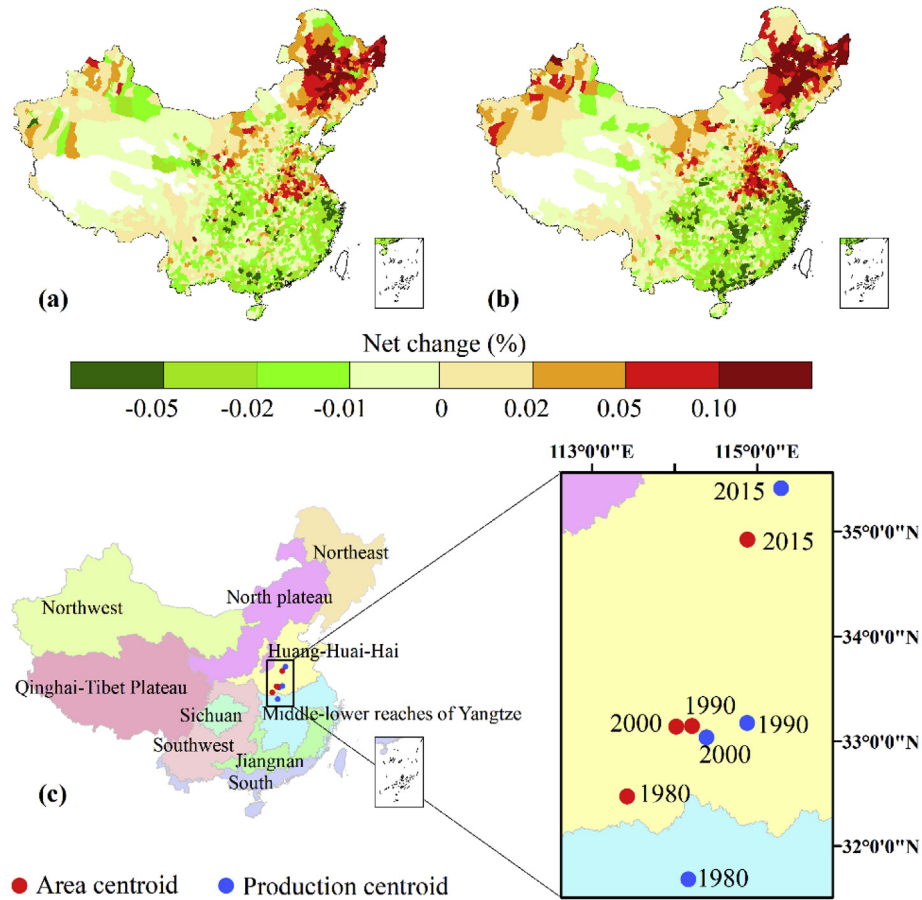 (a)
(b)
Net change (%)
-0.05 -0.02 -0.01 0 0.02 0.05 0.10
113°0'0"E 115°0'0"E
Northeast
North plateau
Northwest
Huang-Huai-Hai
Qinghai-Tibet Plateau
Sichuan
Middle-lower reaches of Yangtze
Southwest
Jiangnan
South
(c)
2015
2015
35°0'0"N
34°0'0"N
1990
2000
1990
2000
33°0'0"N
1980
32°0'0"N
1980
Area centroid
Production centroid